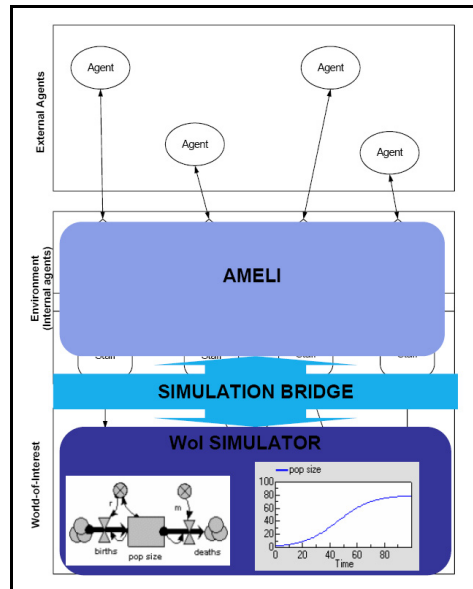 External Agents
Agent
Agent
Agent
Agent
Environment
(Internal agents)
AMELI
SIMULATION BRIDGE
World-of-Interest
WoI SIMULATOR
r
m
births
pop size
deaths
pop size
100
80
60
40
20
0
0
20
40
60
80
Time